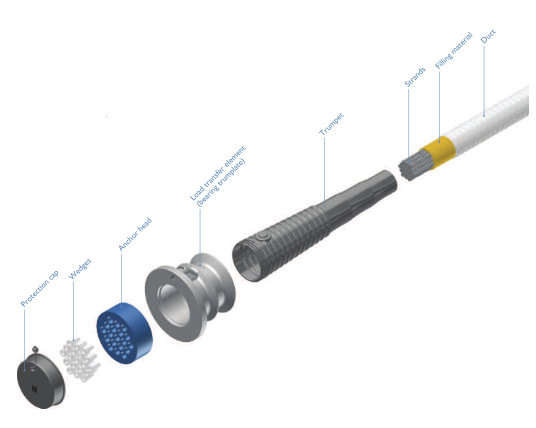 Duct
Filling material
Strands
Trumpet
Load transfer element
(bearing trumplate)
Anchor head
Wedges
Protection cap